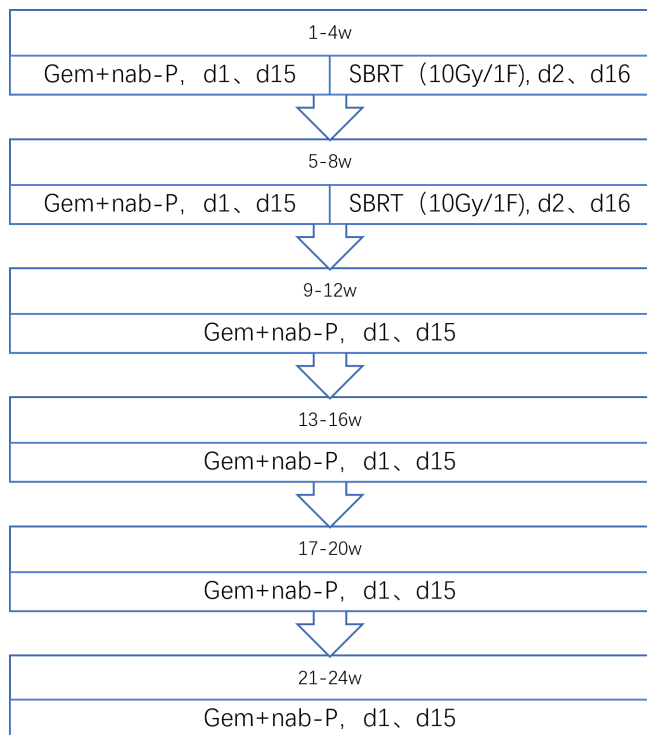 1-4w
Gem+nab-P, d1、d15
SBRT (10Gy/1F), d2、d16
5-8w
Gem+nab-P, d1、d15
SBRT (10Gy/1F), d2、d16
9-12w
Gem+nab-P, d1、d15
13-16w
Gem+nab-P, d1、d15
17-20w
Gem+nab-P, d1、d15
21-24w
Gem+nab-P, d1、d15